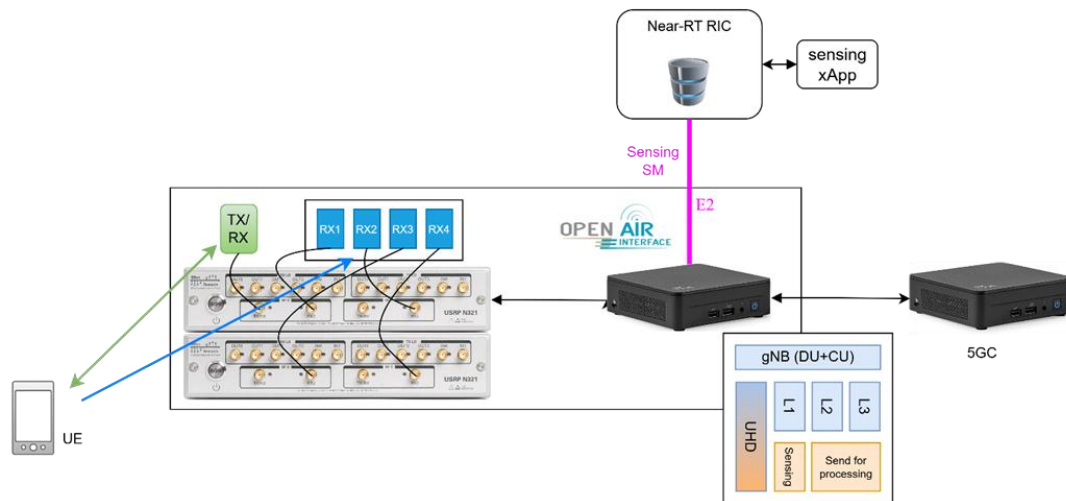 Near-RT RIC
sensing
xApp
Sensing
SM
E2
TX/
RX
RX1
RX2
RX3
RX4
OPEN AIR
INTERFACE
USRP N321
USRP N321
5GC
gNB (DU+CU)
UHD
L1
L2
L3
Sensing
Send for
processing
UE